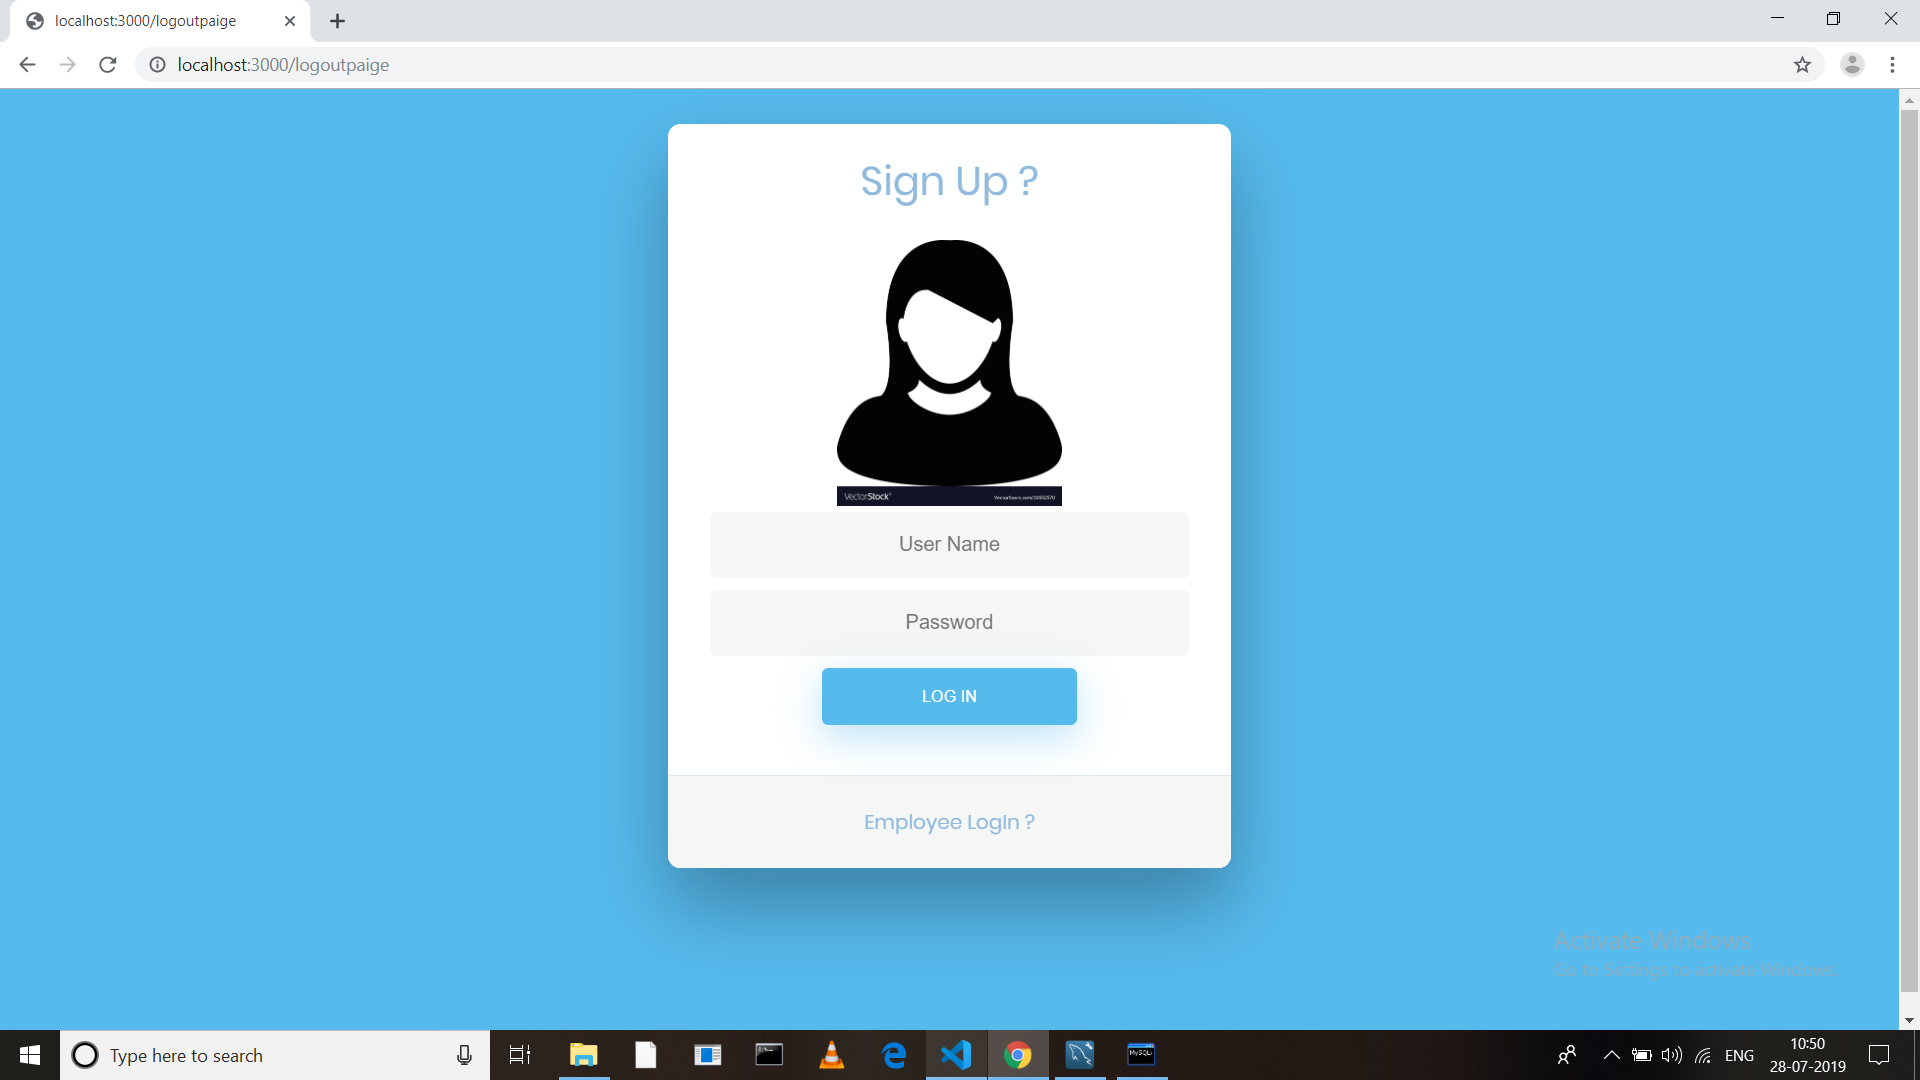 localhost:3000/logoutpaige
localhost:3000/logoutpaige
Sign Up ?
VectorStock®
User Name
Password
LOG IN
Employee LogIn ?
Activate Windows
Go to Settings to activate Windows.
Type here to search
MySQL
ENG
10:50
28-07-2019